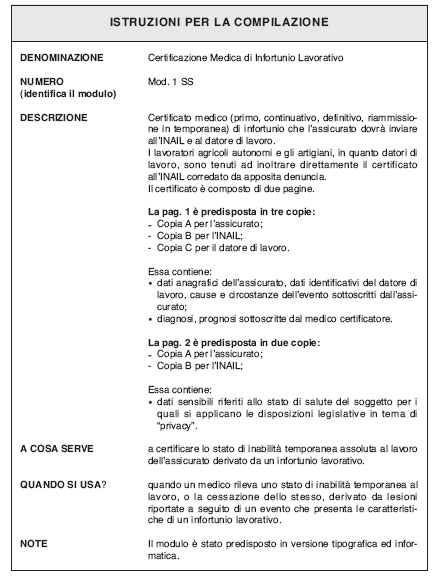 ISTRUZIONI PER LA COMPILAZIONE
DENOMINAZIONE Certificazione Medica di Infortunio Lavorativo
NUMERO Mod. 1 SS
(identifica il modulo)
DESCRIZIONE Certificato medico (primo, continuativo, definitivo, riammissio-
ne in temporanea) di infortunio che l'assicurato dovrà inviare
all'INAIL e al datore di lavoro.
I lavoratori agricoli autonomi e gli artigiani, in quanto datori di
lavoro, sono tenuti ad inoltrare direttamente il certificato
all'INAIL corredato da apposita denuncia.
Il certificato è composto di due pagine.
La pag. 1 è predisposta in tre copie:
- Copia A per l'assicurato;
- Copia B per l'INAIL;
- Copia C per il datore di lavoro.
Essa contiene:
• dati anagrafici dell'assicurato, dati identificativi del datore di
lavoro, cause e circostanze dell'evento sottoscritti dall'assi-
curato;
• diagnosi, prognosi sottoscritte dal medico certificatore.
La pag. 2 è predisposta in due copie:
- Copia A per l'assicurato;
- Copia B per l'INAIL;
Essa contiene:
• dati sensibili riferiti allo stato di salute del soggetto per i
quali si applicano le disposizioni legislative in tema di
"privacy".
A COSA SERVE a certificare lo stato di inabilità temporanea assoluta al lavoro
dell'assicurato derivato da un infortunio lavorativo.
QUANDO SI USA? quando un medico rileva uno stato di inabilità temporanea al
lavoro, o la cessazione dello stesso, derivato da lesioni
riportate a seguito di un evento che presenta le caratteristi-
che di un infortunio lavorativo.
NOTE Il modulo è stato predisposto in versione tipografica ed infor-
matica.